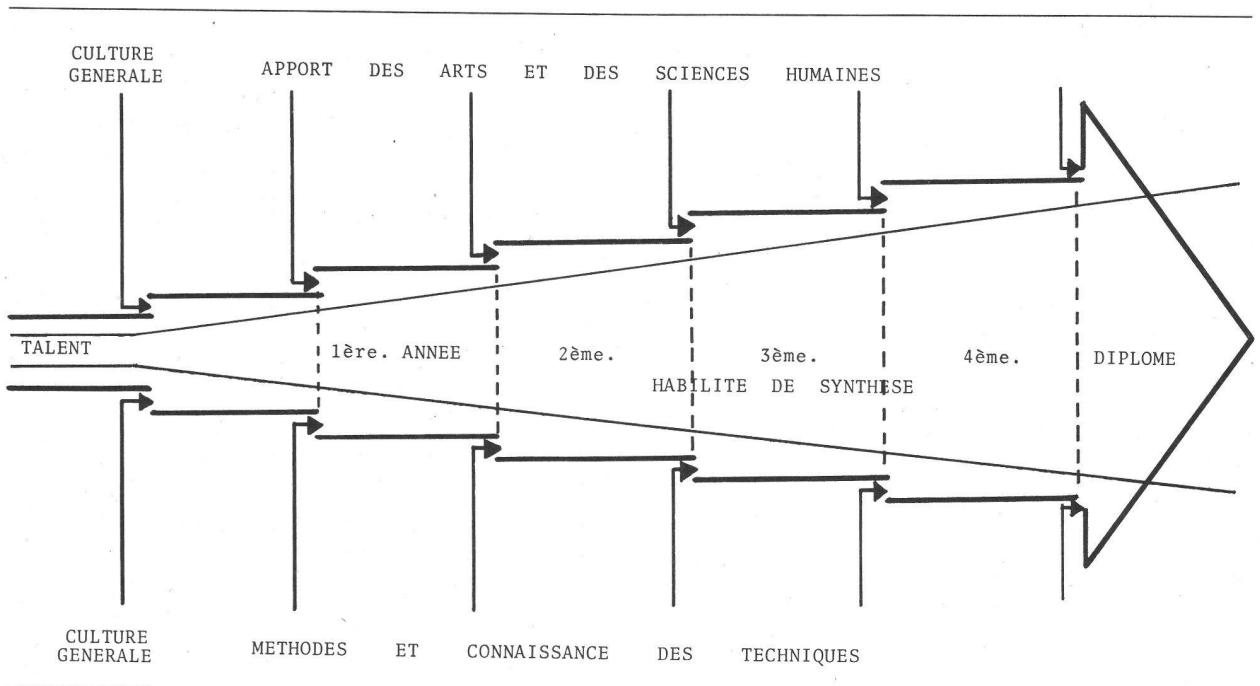 CULTURE
GENERALE
APPORT DES ARTS ET DES SCIENCES HUMAINES
TALENT
1ère. ANNEE
2ème.
3ème.
4ème.
DIPLOME
HABILITE DE SYNTHESE
CULTURE
GENERALE
METHODES ET CONNAISSANCE DES TECHNIQUES